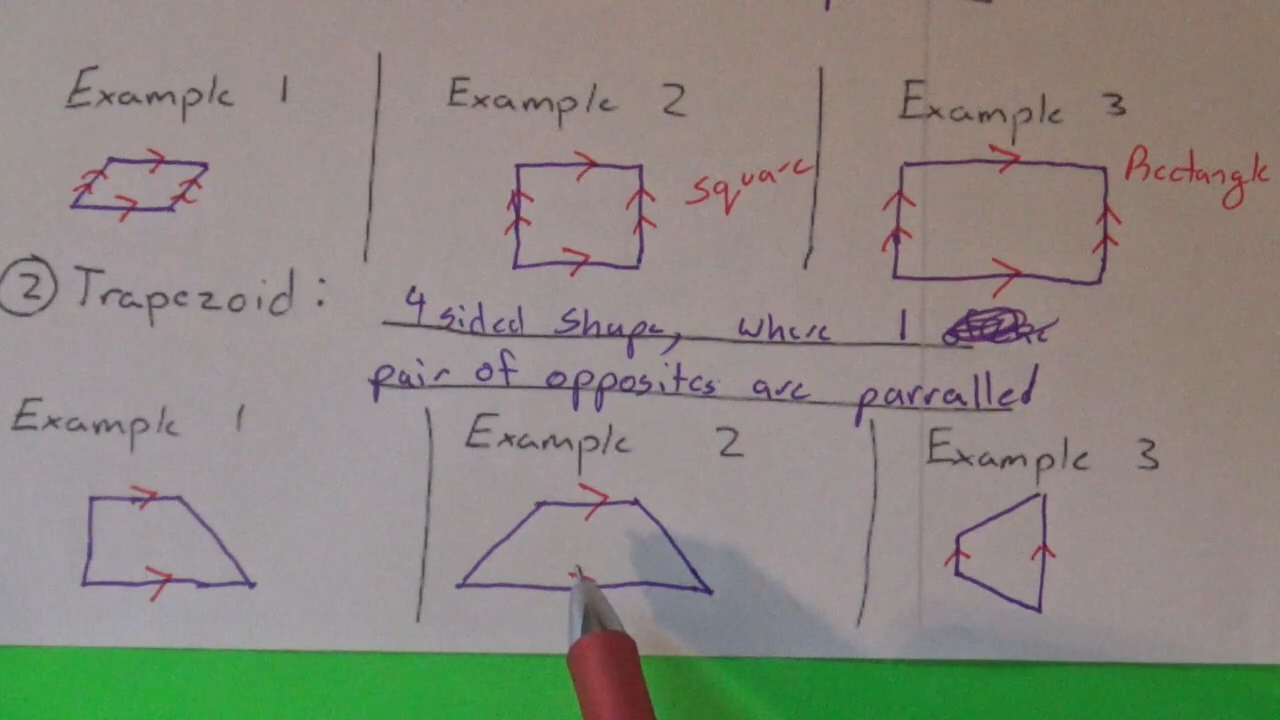 Example 1
Example 2
Example 3
square
Rectangle
② Trapezoid:
4 sided shape, where 1
pair of opposites are parralled
Example 1
Example 2
Example 3